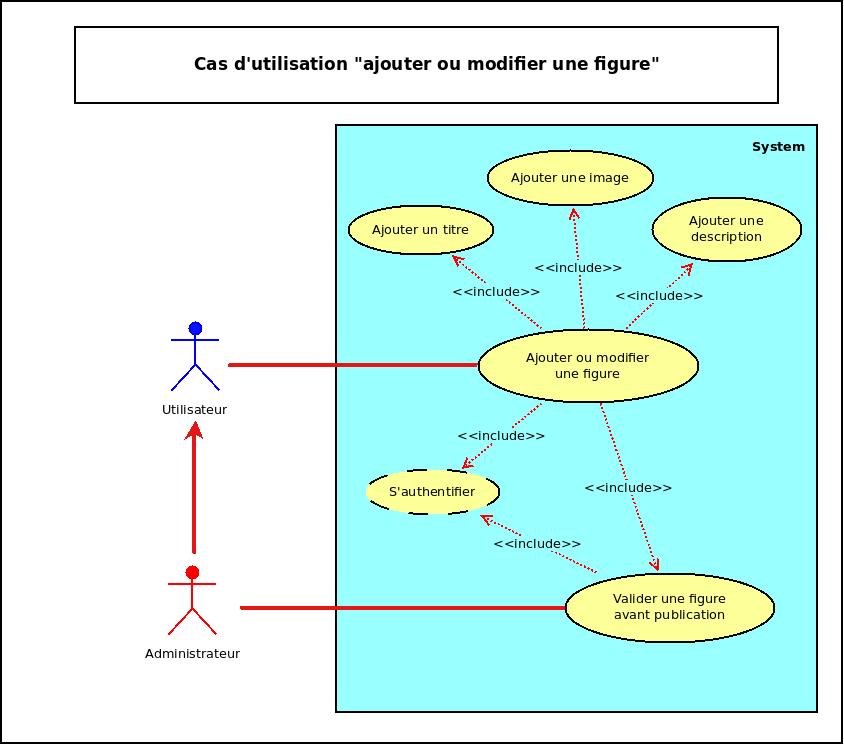 Cas d'utilisation "ajouter ou modifier une figure"
System
Ajouter une image
Ajouter un titre
Ajouter une
description
<<include>>
<<include>>
<<include>>
Ajouter ou modifier
une figure
Utilisateur
<<include>>
S'authentifier
<<include>>
<<include>>
Valider une figure
avant publication
Administrateur